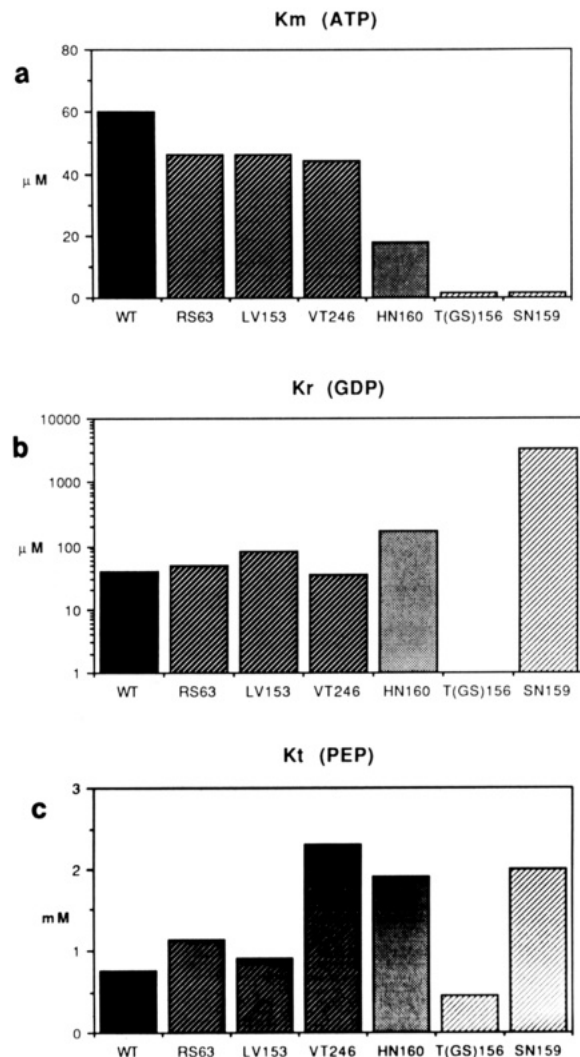 Km (ATP)
a
80
60
40
20
0
μM
WT RS63 LV153 VT246 HN160 T(GS)156 SN159
Kr (GDP)
b
10000
1000
100
10
1
μM
WT RS63 LV153 VT246 HN160 T(GS)156 SN159
Kt (PEP)
c
3
2
1
0
mM
WT RS63 LV153 VT246 HN160 T(GS)156 SN159